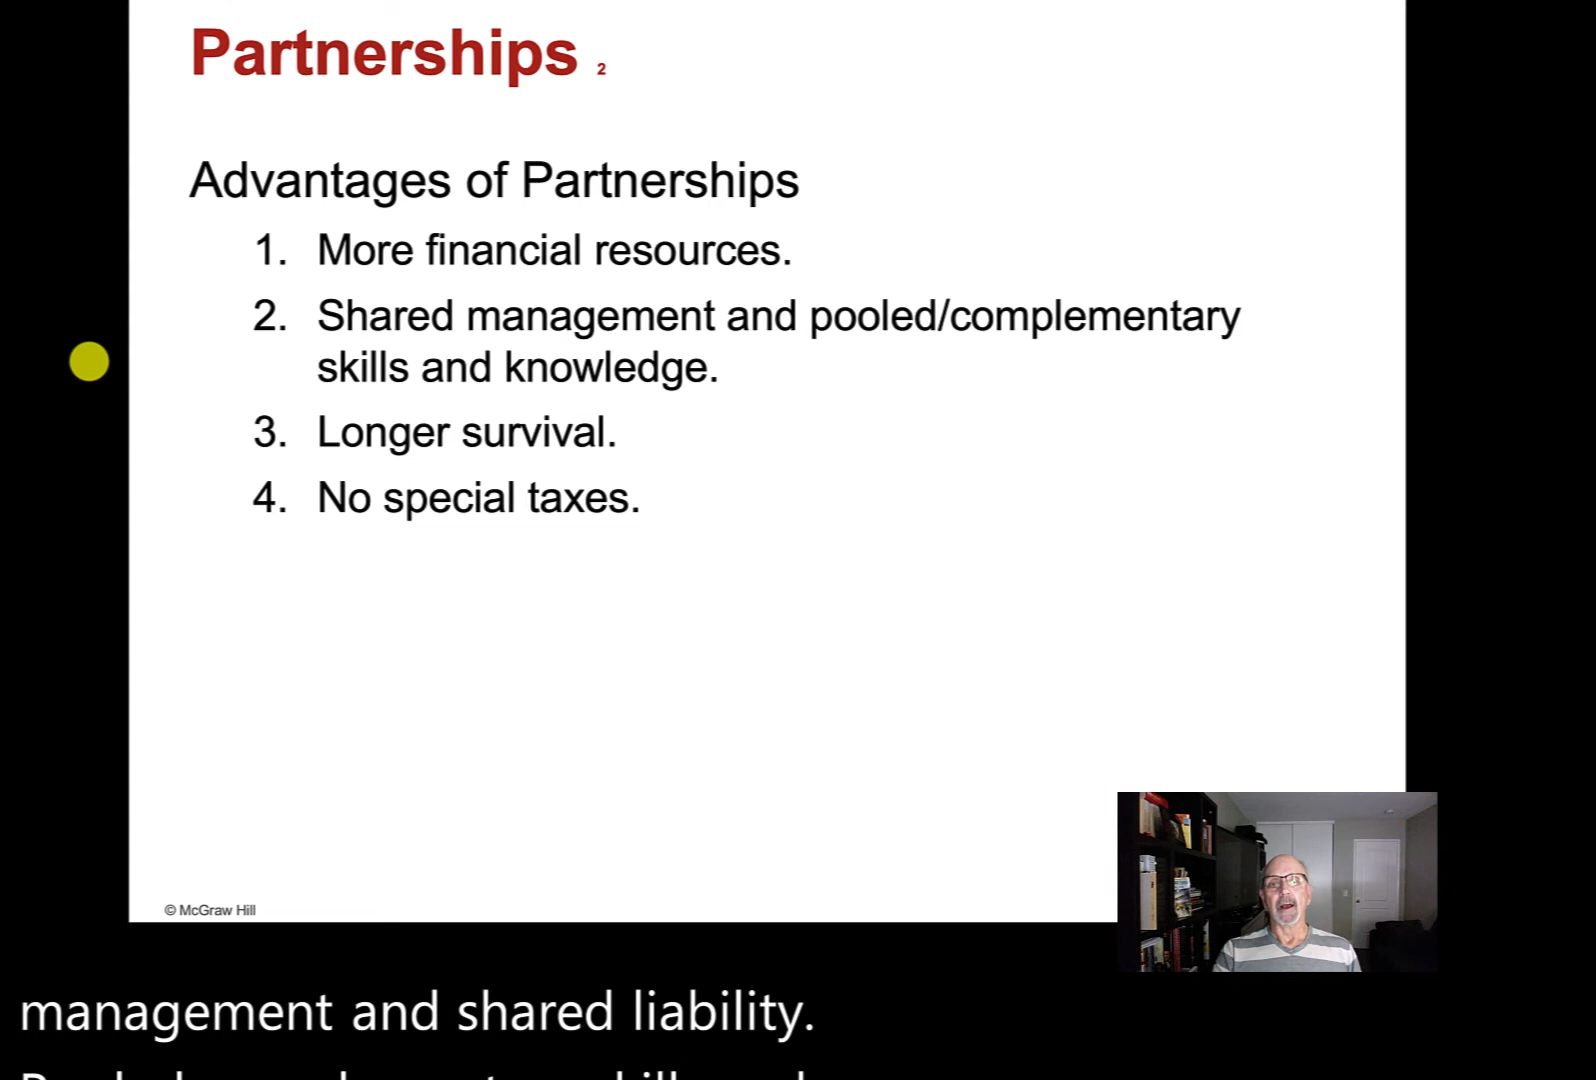 Partnerships 2
Advantages of Partnerships
1. More financial resources.
2. Shared management and pooled/complementary
skills and knowledge.
3. Longer survival.
4. No special taxes.
© McGraw Hill
management and shared liability.